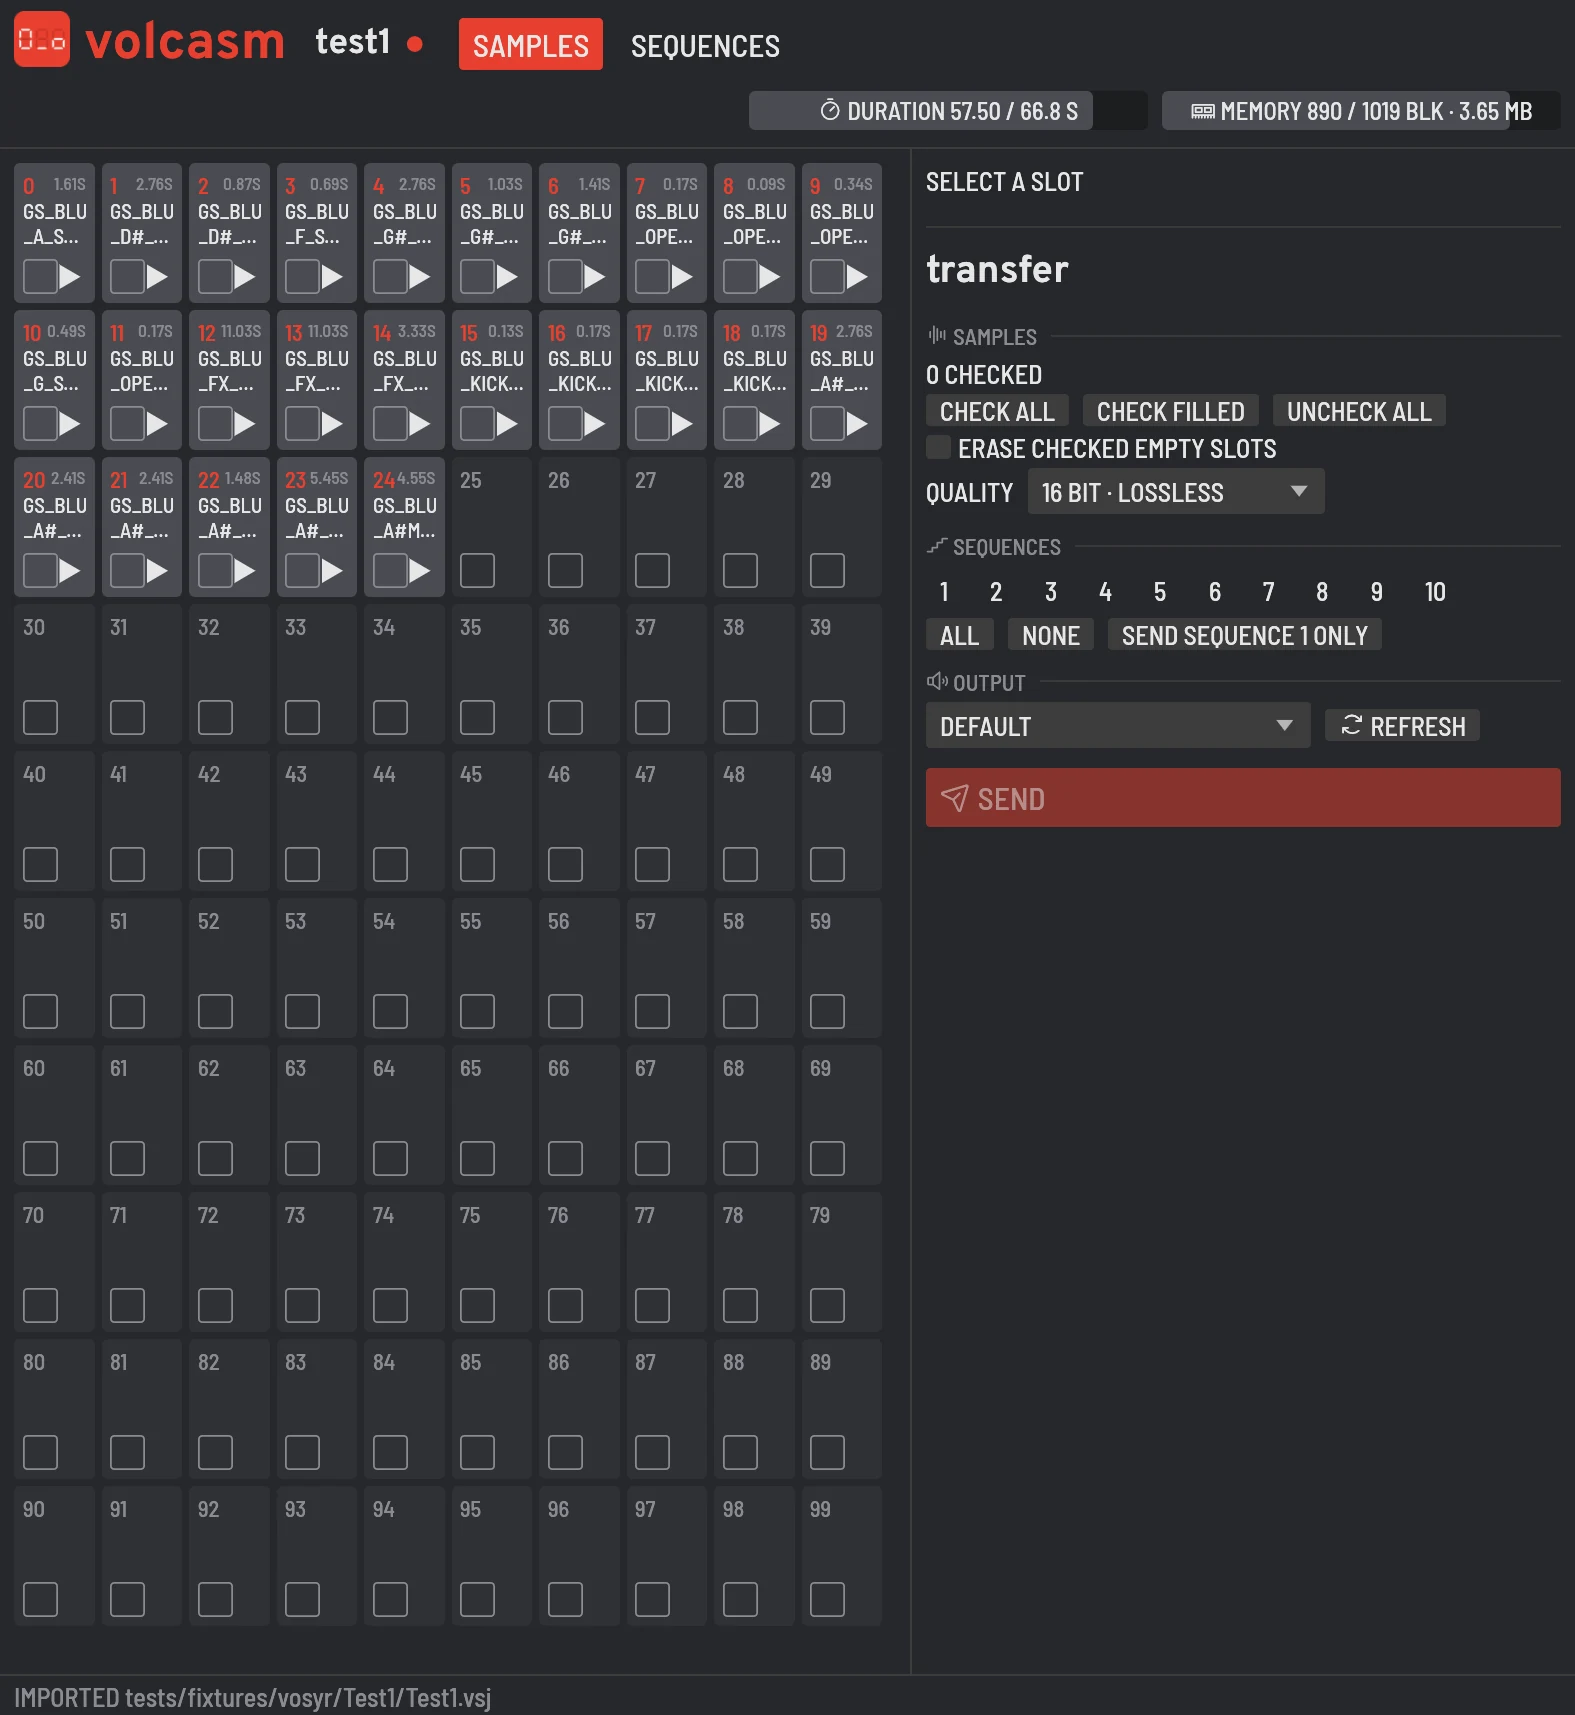 volcasm test1 SAMPLES SEQUENCES
DURATION 57.50 / 66.8 S MEMORY 890 / 1019 BLK · 3.65 MB
0 1.61S 1 2.76S 2 0.87S 3 0.69S 4 2.76S 5 1.03S 6 1.41S 7 0.17S 8 0.09S 9 0.34S
GS_BLU GS_BLU GS_BLU GS_BLU GS_BLU GS_BLU GS_BLU GS_BLU GS_BLU GS_BLU
_A_S... _D#_... _D#_... _F_S... _G#_... _G#_... _G#_... _OPE... _OPE... _OPE...
10 0.49S 11 0.17S 12 11.03S 13 11.03S 14 3.33S 15 0.13S 16 0.17S 17 0.17S 18 0.17S 19 2.76S
GS_BLU GS_BLU GS_BLU GS_BLU GS_BLU GS_BLU GS_BLU GS_BLU GS_BLU GS_BLU
_G_S... _OPE... _FX_... _FX_... _FX_... _KICK... _KICK... _KICK... _KICK... _A#_...
20 2.41S 21 2.41S 22 1.48S 23 5.45S 24 4.55S 25 26 27 28 29
GS_BLU GS_BLU GS_BLU GS_BLU GS_BLU
_A#_... _A#_... _A#_... _A#_... _A#M...
30 31 32 33 34 35 36 37 38 39
40 41 42 43 44 45 46 47 48 49
50 51 52 53 54 55 56 57 58 59
60 61 62 63 64 65 66 67 68 69
70 71 72 73 74 75 76 77 78 79
80 81 82 83 84 85 86 87 88 89
90 91 92 93 94 95 96 97 98 99
SELECT A SLOT
transfer
SAMPLES
0 CHECKED
CHECK ALL CHECK FILLED UNCHECK ALL
ERASE CHECKED EMPTY SLOTS
QUALITY 16 BIT · LOSSLESS
SEQUENCES
1 2 3 4 5 6 7 8 9 10
ALL NONE SEND SEQUENCE 1 ONLY
OUTPUT
DEFAULT REFRESH
SEND
IMPORTED tests/fixtures/vosyr/Test1/Test1.vsj